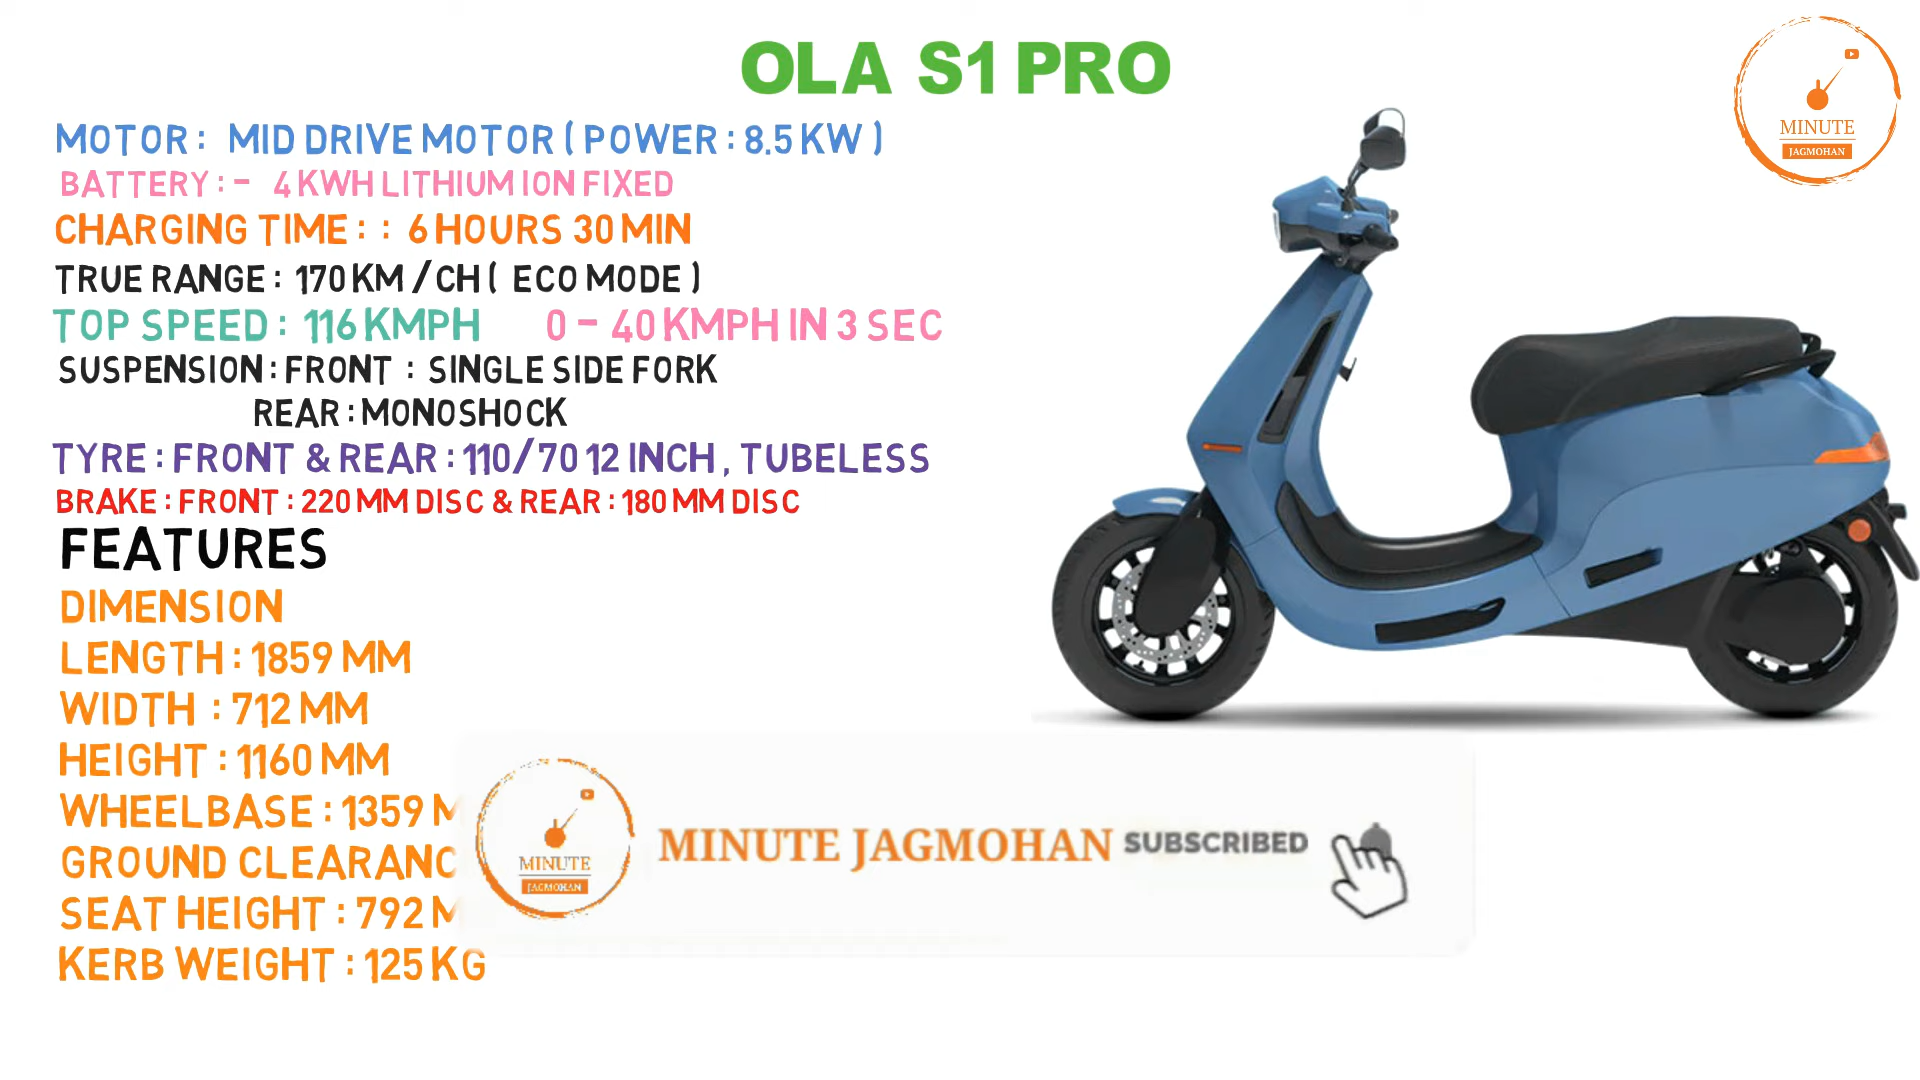 OLA S1 PRO
MINUTE
JAGMOHAN
MOTOR : MID DRIVE MOTOR ( POWER : 8.5 KW )
BATTERY : - 4 KWH LITHIUM ION FIXED
CHARGING TIME : : 6 HOURS 30 MIN
TRUE RANGE : 170 KM / CH ( ECO MODE )
TOP SPEED : 116 KMPH 0 - 40 KMPH IN 3 SEC
SUSPENSION : FRONT : SINGLE SIDE FORK
REAR : MONOSHOCK
TYRE : FRONT & REAR : 110/70 12 INCH , TUBELESS
BRAKE : FRONT : 220 MM DISC & REAR : 180 MM DISC
FEATURES
DIMENSION
LENGTH : 1859 MM
WIDTH : 712 MM
HEIGHT : 1160 MM
WHEELBASE : 1359 M
GROUND CLEARANC
SEAT HEIGHT : 792 M
KERB WEIGHT : 125 KG
MINUTE
JAGMOHAN
MINUTE JAGMOHAN SUBSCRIBED